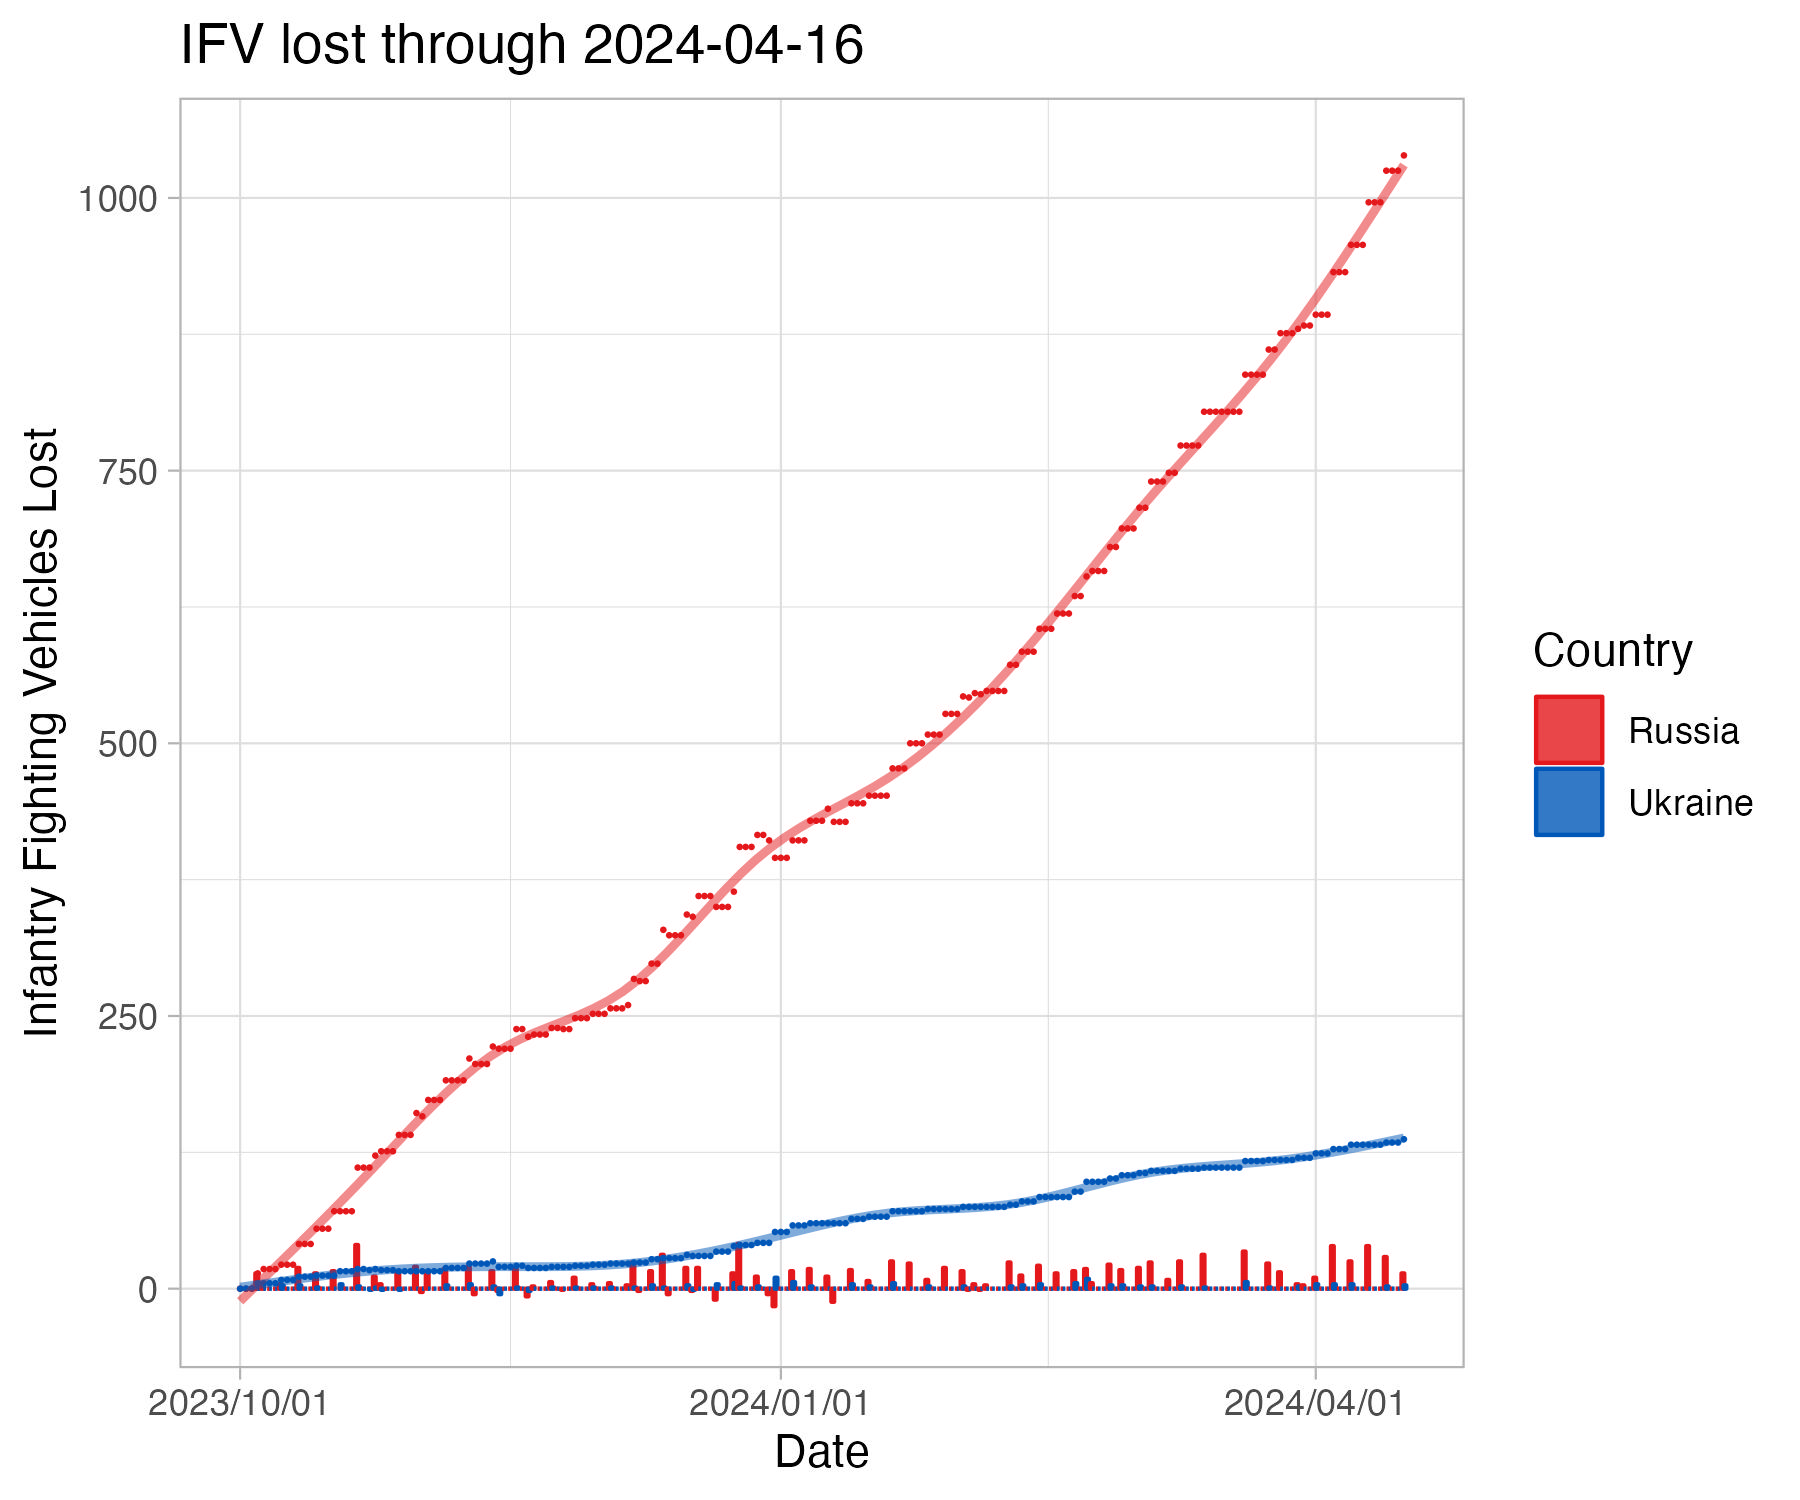 IFV lost through 2024-04-16
Infantry Fighting Vehicles Lost
1000
750
500
250
0
2023/10/01
2024/01/01
2024/04/01
Date
Country
Russia
Ukraine